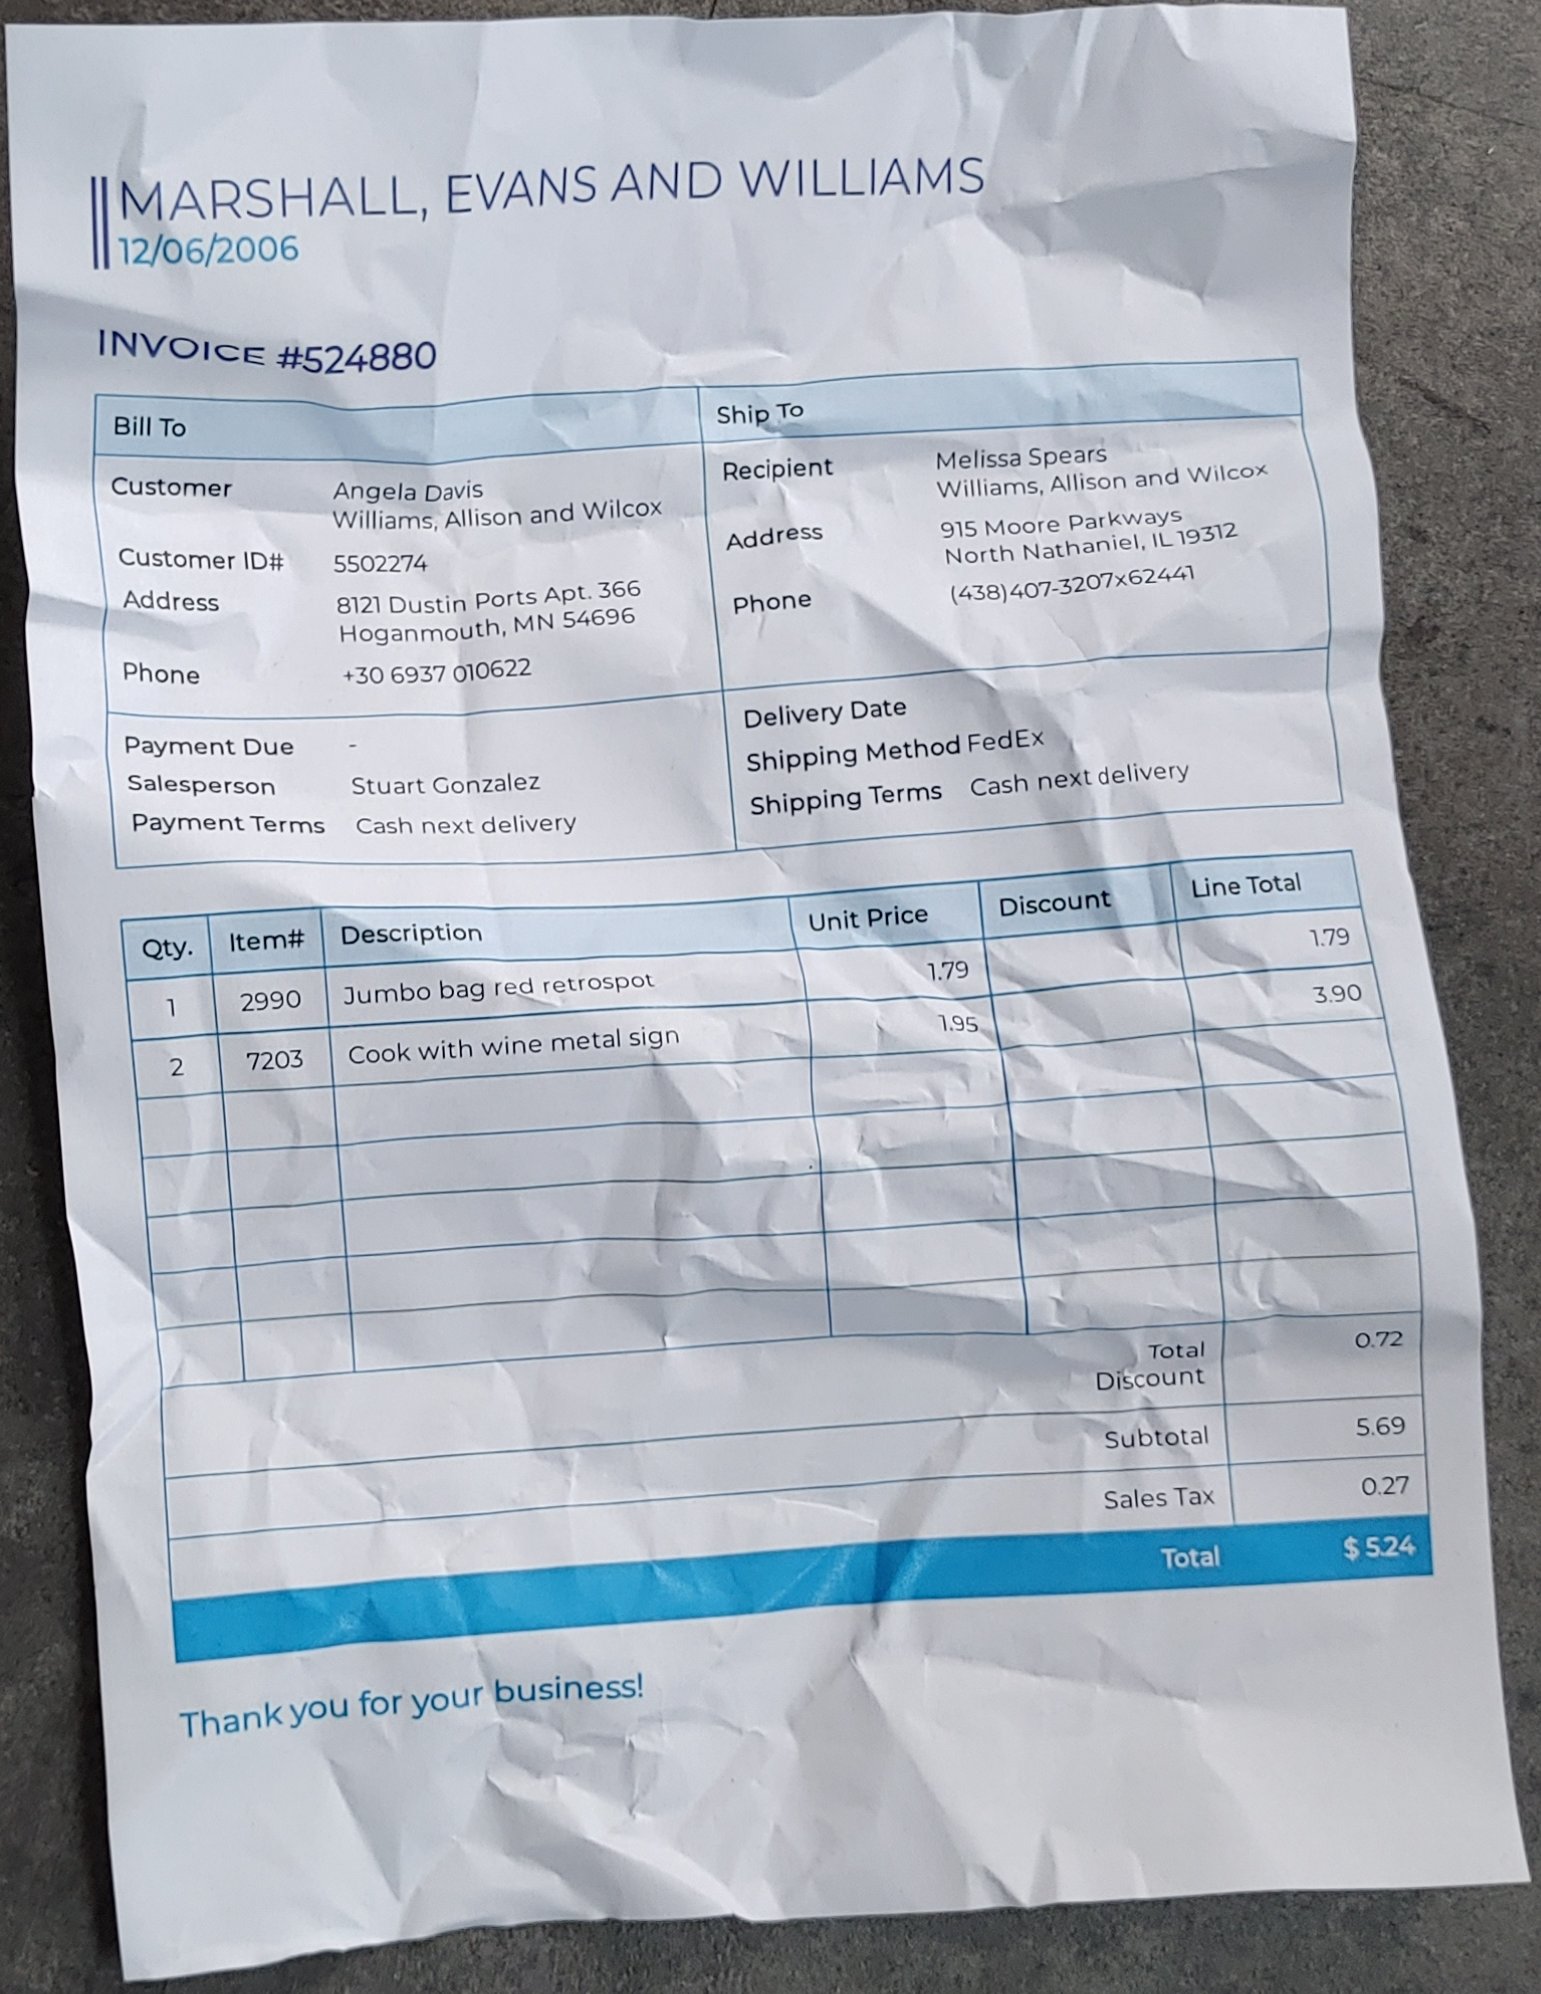 MARSHALL, EVANS AND WILLIAMS
12/06/2006
INVOICE #524880
Bill To
Customer Angela Davis
Williams, Allison and Wilcox
Customer ID# 5502274
Address 8121 Dustin Ports Apt. 366
Hoganmouth, MN 54696
Phone +30 6937 010622
Ship To
Recipient Melissa Spears
Williams, Allison and Wilcox
Address 915 Moore Parkways
North Nathaniel, IL 19312
Phone (438)407-3207x62441
Payment Due -
Salesperson Stuart Gonzalez
Payment Terms Cash next delivery
Delivery Date
Shipping Method FedEx
Shipping Terms Cash next delivery
Qty. Item# Description Unit Price Discount Line Total
1 2990 Jumbo bag red retrospot 1.79 1.79
2 7203 Cook with wine metal sign 1.95 3.90
Total
Discount 0.72
Subtotal 5.69
Sales Tax 0.27
Total $ 5.24
Thank you for your business!